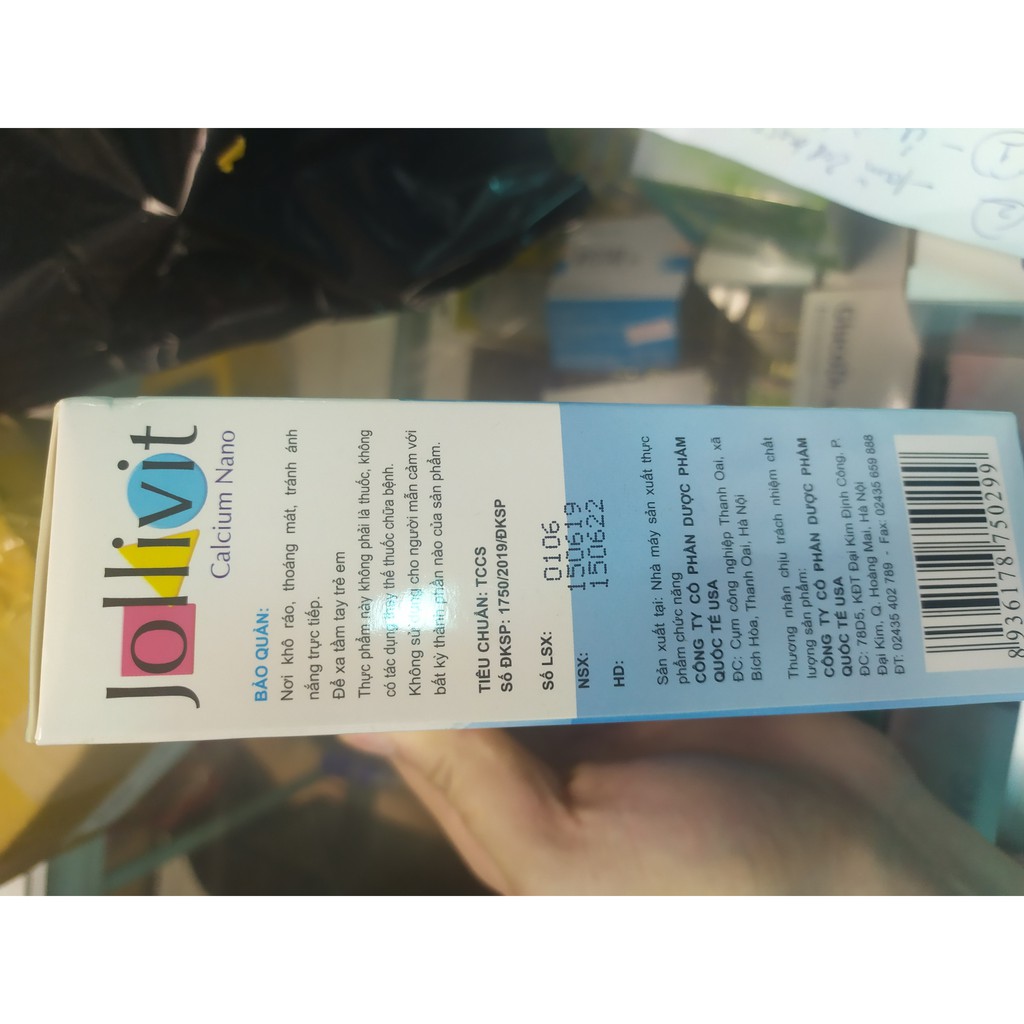 Jollivit
Calcium Nano
BẢO QUẢN:
Nơi khô ráo, thoáng mát, tránh ánh
nắng trực tiếp.
Để xa tầm tay trẻ em
Thực phẩm này không phải là thuốc, không
có tác dụng thay thế thuốc chữa bệnh.
Không sử dụng cho người mẫn cảm với
bất kỳ thành phần nào của sản phẩm.
TIÊU CHUẨN: TCCS
Số ĐKSP: 1750/2019/ĐKSP
Số LSX: 0106
NSX: 150619
HD: 150622
Sản xuất tại: Nhà máy sản xuất thực
phẩm chức năng
CÔNG TY CỔ PHẦN DƯỢC PHẨM
QUỐC TẾ USA
ĐC: Cụm công nghiệp Thanh Oai, xã
Bích Hòa, Thanh Oai, Hà Nội
Thương nhân chịu trách nhiệm chất
lượng sản phẩm:
CÔNG TY CỔ PHẦN DƯỢC PHẨM
QUỐC TẾ USA
ĐC: 78D5, KĐT Đại Kim Định Công, P.
Đại Kim, Q. Hoàng Mai, Hà Nội
ĐT: 02435 402 789 - Fax: 02435 659 888
8936178750299